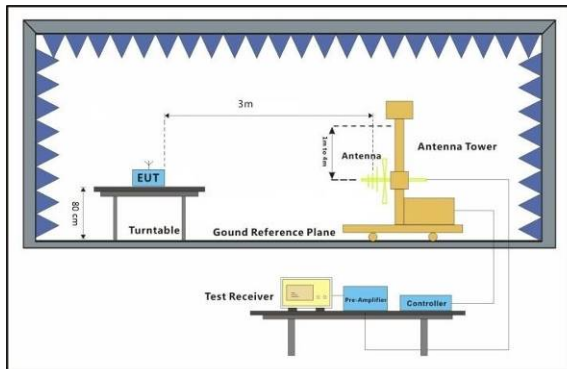 3m
1m to 4m
Antenna
Antenna Tower
EUT
80 cm
Turntable
Gound Reference Plane
Test Receiver
Pre-Amplifier
Controller